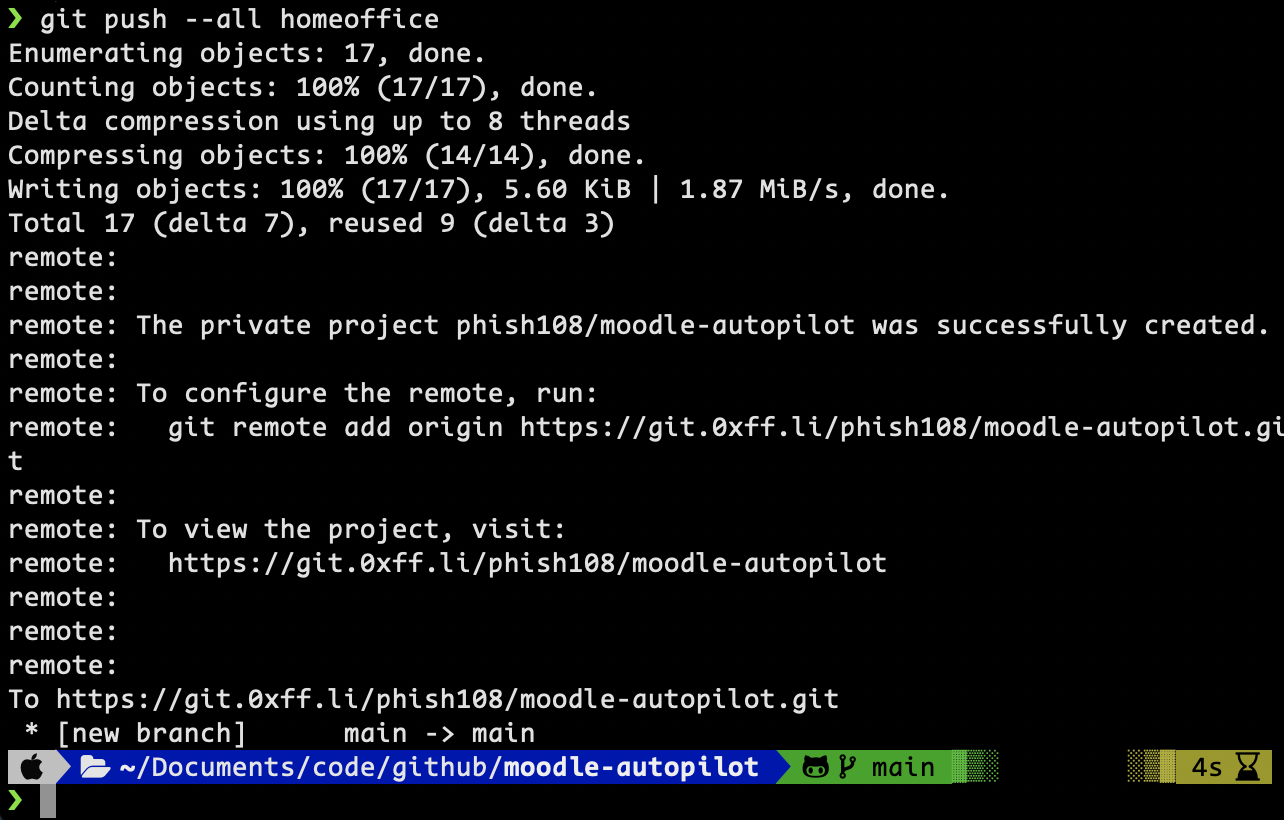 ❯ git push --all homeoffice
Enumerating objects: 17, done.
Counting objects: 100% (17/17), done.
Delta compression using up to 8 threads
Compressing objects: 100% (14/14), done.
Writing objects: 100% (17/17), 5.60 KiB | 1.87 MiB/s, done.
Total 17 (delta 7), reused 9 (delta 3)
remote:
remote:
remote: The private project phish108/moodle-autopilot was successfully created.
remote:
remote: To configure the remote, run:
remote:   git remote add origin https://git.0xff.li/phish108/moodle-autopilot.gi
t
remote:
remote: To view the project, visit:
remote:   https://git.0xff.li/phish108/moodle-autopilot
remote:
remote:
remote:
To https://git.0xff.li/phish108/moodle-autopilot.git
 * [new branch]      main -> main
~/Documents/code/github/moodle-autopilot main 4s
❯